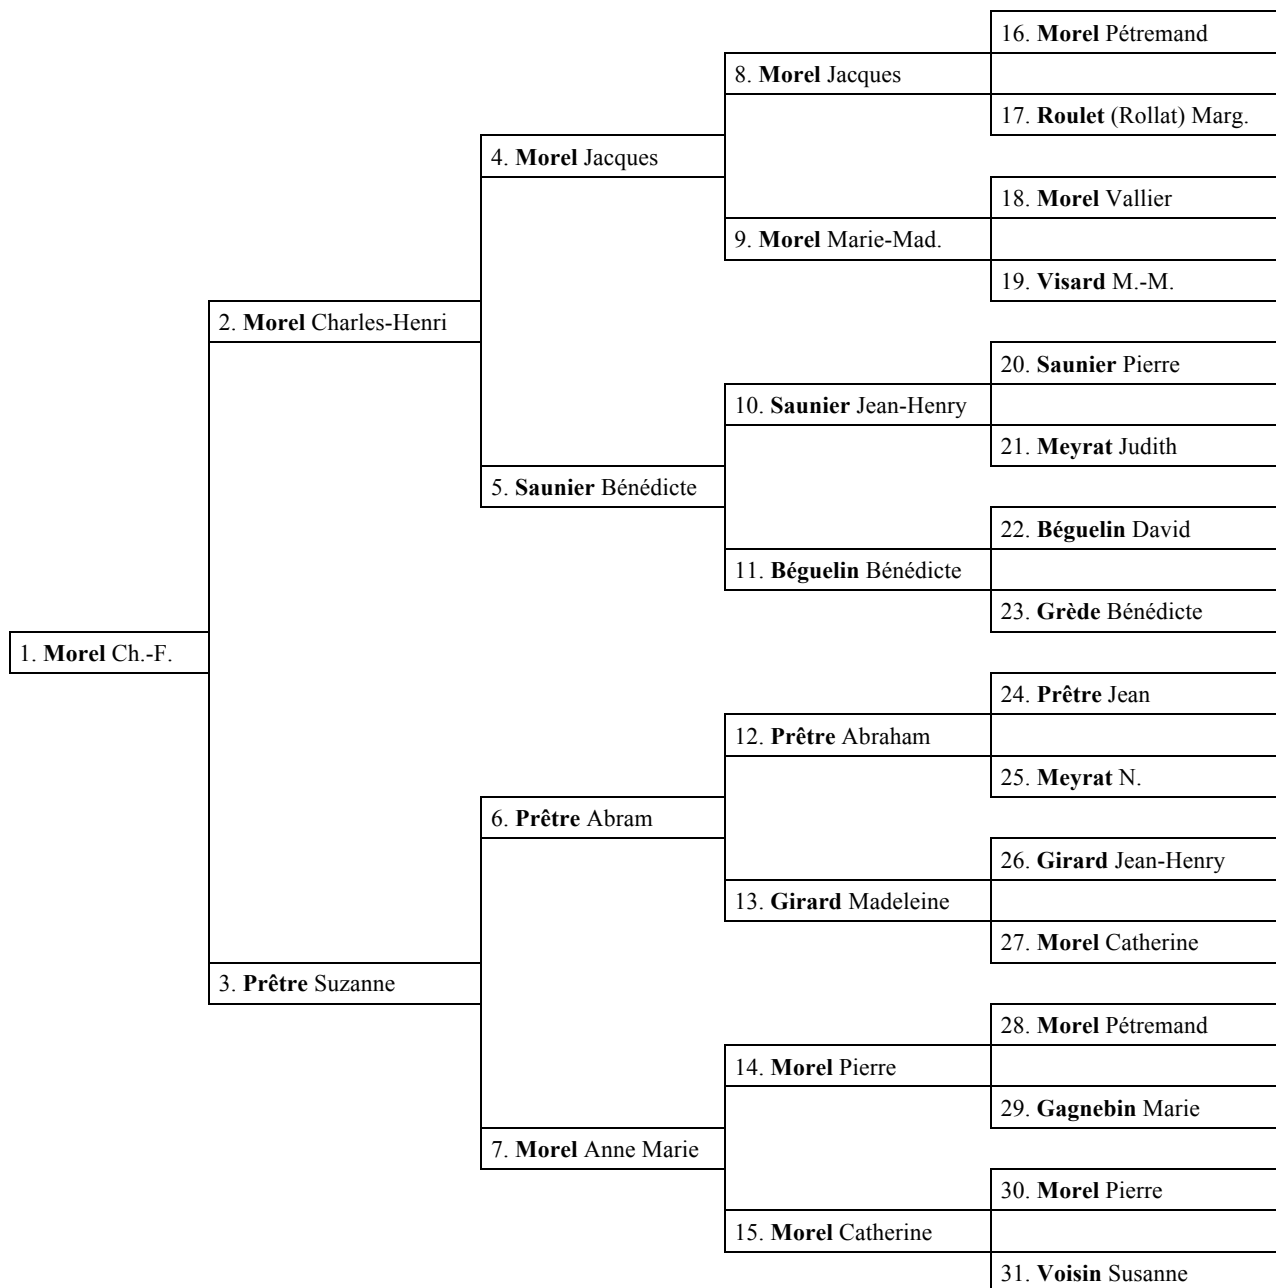 16. Morel Pétremand
8. Morel Jacques
17. Roulet (Rollat) Marg.
4. Morel Jacques
18. Morel Vallier
9. Morel Marie-Mad.
19. Visard M.-M.
2. Morel Charles-Henri
20. Saunier Pierre
10. Saunier Jean-Henry
21. Meyrat Judith
5. Saunier Bénédicte
22. Béguelin David
11. Béguelin Bénédicte
23. Grède Bénédicte
1. Morel Ch.-F.
24. Prêtre Jean
12. Prêtre Abraham
25. Meyrat N.
6. Prêtre Abram
26. Girard Jean-Henry
13. Girard Madeleine
27. Morel Catherine
3. Prêtre Suzanne
28. Morel Pétremand
14. Morel Pierre
29. Gagnebin Marie
7. Morel Anne Marie
30. Morel Pierre
15. Morel Catherine
31. Voisin Susanne